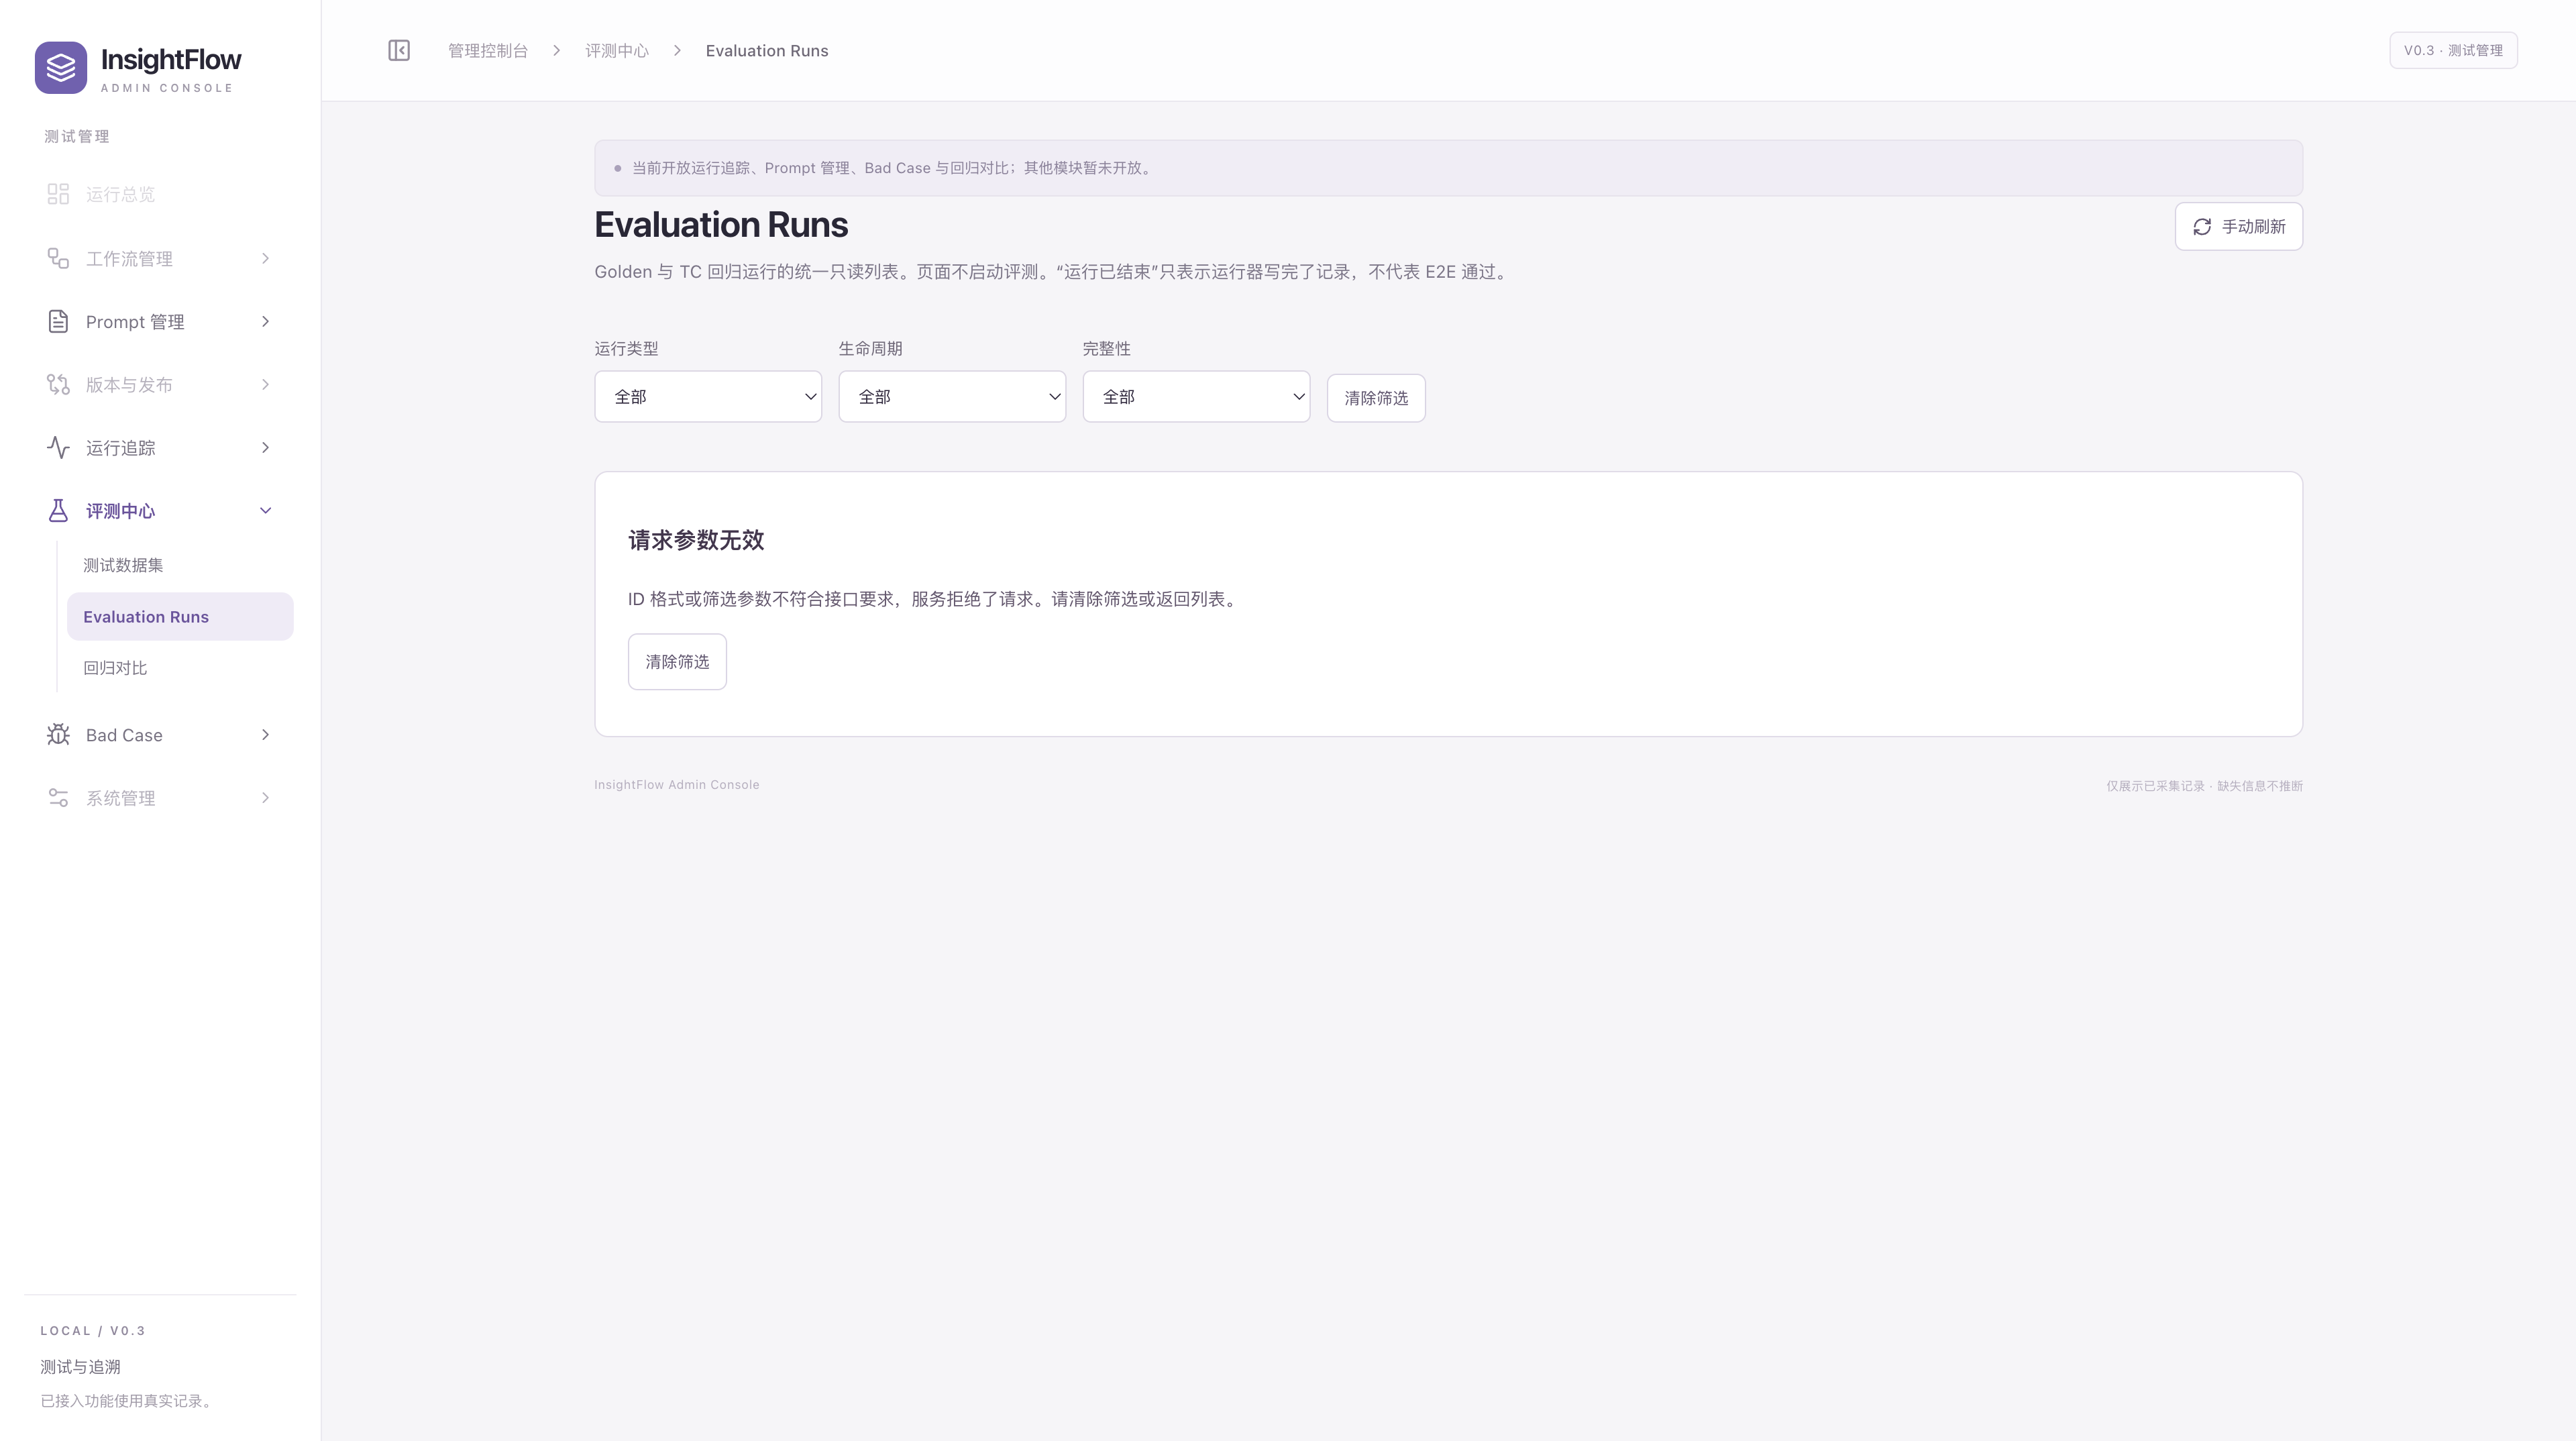 InsightFlow
ADMIN CONSOLE
测试管理
运行总览
工作流管理
Prompt 管理
版本与发布
运行追踪
评测中心
测试数据集
Evaluation Runs
回归对比
Bad Case
系统管理
LOCAL / V0.3
测试与追溯
已接入功能使用真实记录。
管理控制台 > 评测中心 > Evaluation Runs
V0.3 · 测试管理
当前开放运行追踪、Prompt 管理、Bad Case 与回归对比；其他模块暂未开放。
Evaluation Runs
手动刷新
Golden 与 TC 回归运行的统一只读列表。页面不启动评测。“运行已结束”只表示运行器写完了记录，不代表 E2E 通过。
运行类型 生命周期 完整性
全部 全部 全部 清除筛选
请求参数无效
ID 格式或筛选参数不符合接口要求，服务拒绝了请求。请清除筛选或返回列表。
清除筛选
InsightFlow Admin Console
仅展示已采集记录 · 缺失信息不推断